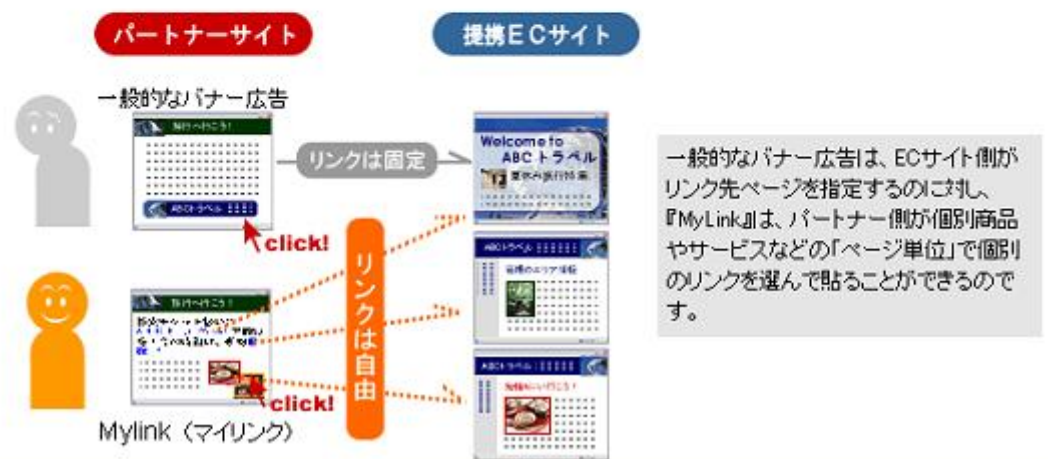 パートナーサイト
提携ECサイト
一般的なバナー広告
旅行へ行こう!
ABCトラベル
click!
リンクは固定
Welcome to
ABCトラベル
夏休み旅行特集
リンクは自由
旅行へ行こう!
click!
Mylink（マイリンク）
ABCトラベル
ABCトラベル
一般的なバナー広告は、ECサイト側が
リンク先ページを指定するのに対し、
『MyLink』は、パートナー側が個別商品
やサービスなどの「ページ単位」で個別
のリンクを選んで貼ることができるので
す。